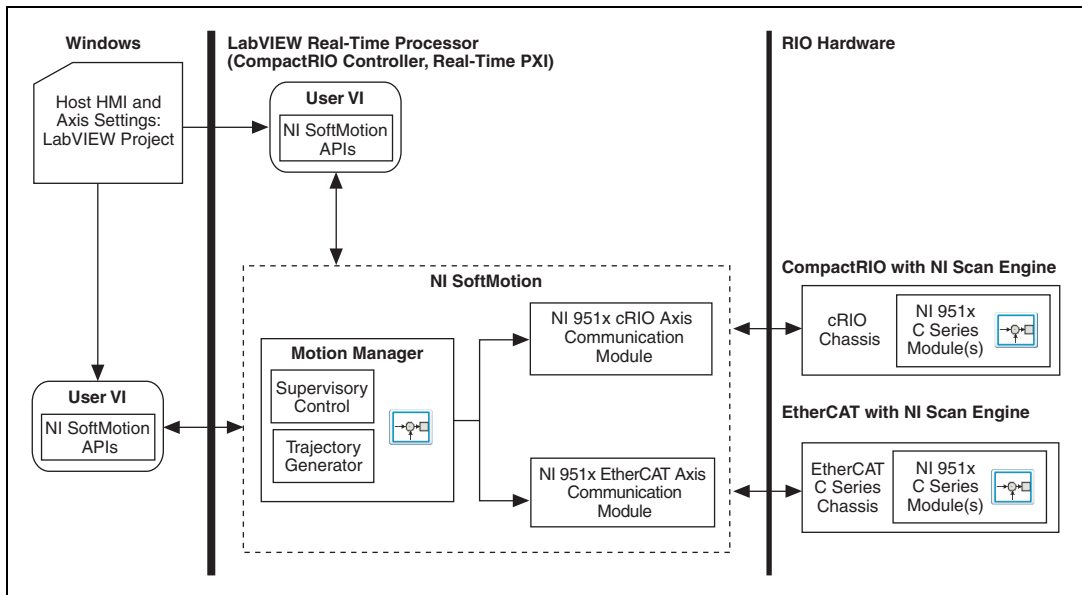 Windows
Host HMI and
Axis Settings:
LabVIEW Project
User VI
NI SoftMotion
APIs
LabVIEW Real-Time Processor
(CompactRIO Controller, Real-Time PXI)
User VI
NI SoftMotion
APIs
NI SoftMotion
Motion Manager
Supervisory
Control
Trajectory
Generator
NI 951x cRIO Axis
Communication
Module
NI 951x EtherCAT Axis
Communication
Module
RIO Hardware
CompactRIO with NI Scan Engine
cRIO
Chassis
NI 951x
C Series
Module(s)
EtherCAT with NI Scan Engine
EtherCAT
C Series
Chassis
NI 951x
C Series
Module(s)